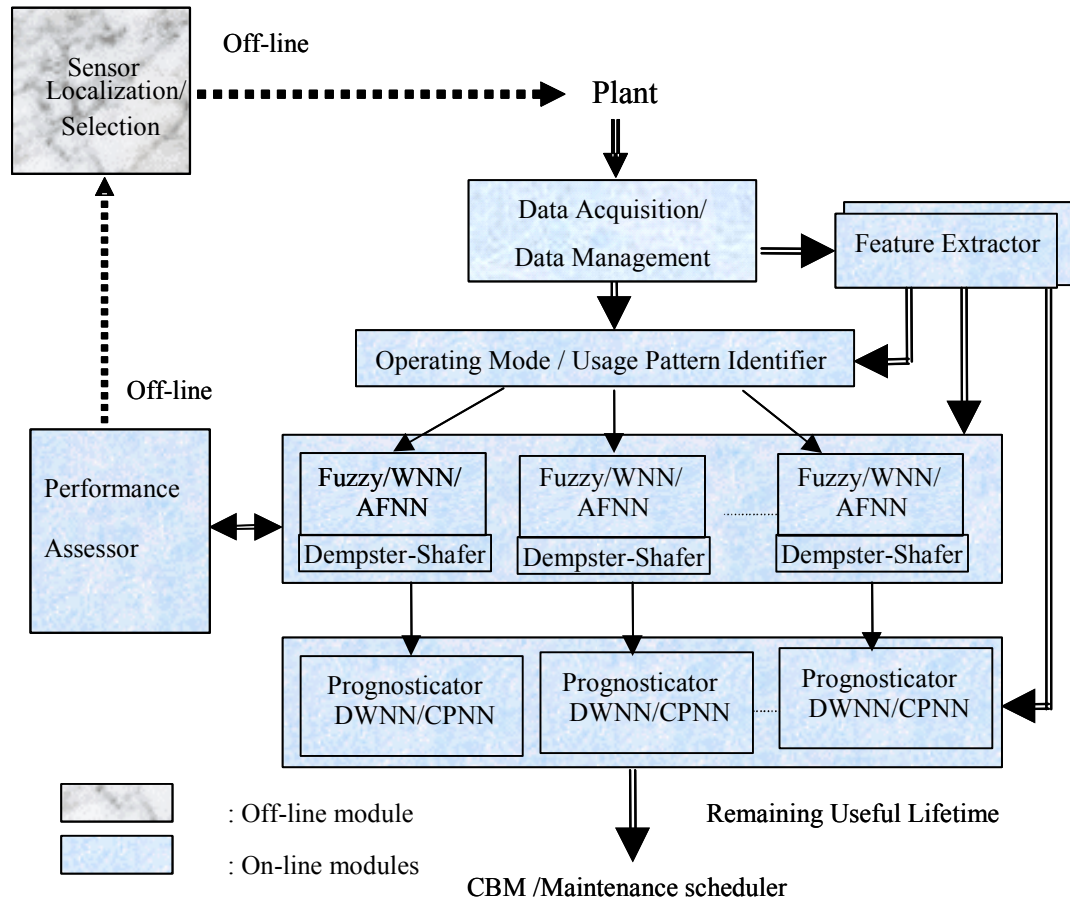 Sensor
Localization/
Selection
Off-line
Plant
Data Acquisition/
Data Management
Feature Extractor
Operating Mode / Usage Pattern Identifier
Off-line
Performance
Assessor
Fuzzy/WNN/
AFNN
Dempster-Shafer
Fuzzy/WNN/
AFNN
Dempster-Shafer
Fuzzy/WNN/
AFNN
Dempster-Shafer
Prognosticator
DWNN/CPNN
Prognosticator
DWNN/CPNN
Prognosticator
DWNN/CPNN
: Off-line module
: On-line modules
Remaining Useful Lifetime
CBM /Maintenance scheduler